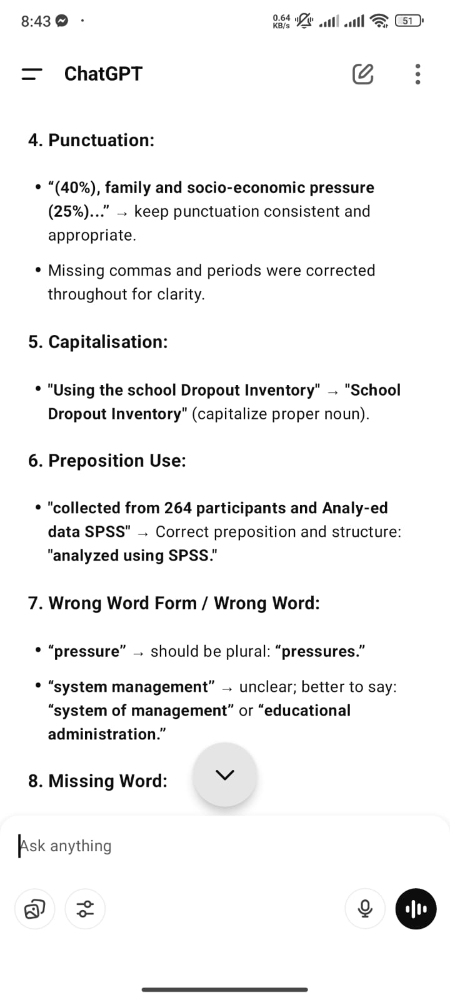 8:43
0.64
KB/s
51
ChatGPT
4. Punctuation:
• “(40%), family and socio-economic pressure
(25%)...” → keep punctuation consistent and
appropriate.
• Missing commas and periods were corrected
throughout for clarity.
5. Capitalisation:
• "Using the school Dropout Inventory" → "School
Dropout Inventory" (capitalize proper noun).
6. Preposition Use:
• "collected from 264 participants and Analy-ed
data SPSS" → Correct preposition and structure:
"analyzed using SPSS."
7. Wrong Word Form / Wrong Word:
• “pressure” → should be plural: “pressures.”
• “system management” → unclear; better to say:
“system of management” or “educational
administration.”
8. Missing Word:
Ask anything